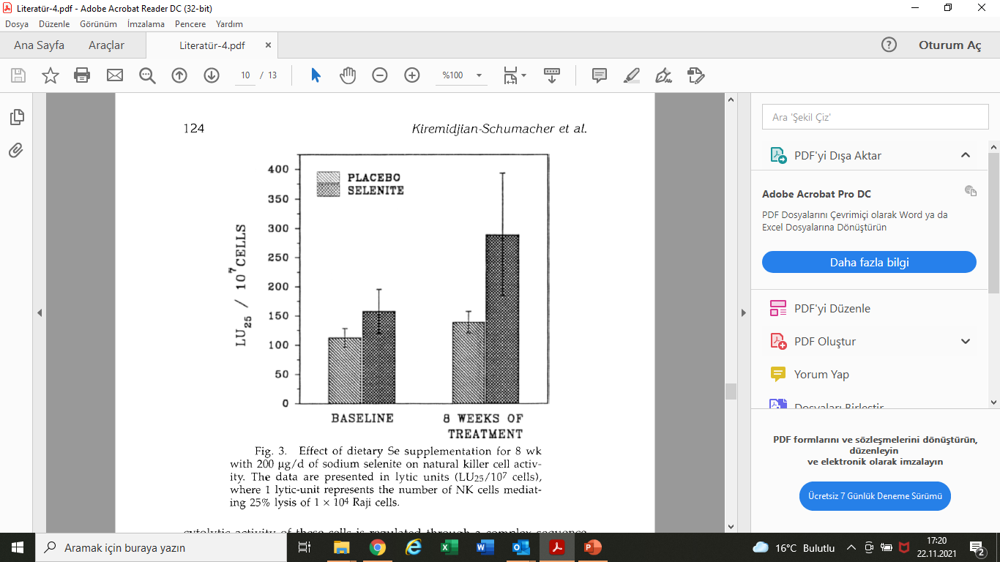 Literatür-4.pdf - Adobe Acrobat Reader DC (32-bit)
Dosya Düzenle Görünüm İmzalama Pencere Yardım
Ana Sayfa Araçlar Literatür-4.pdf × Oturum Aç
10 / 13 %100
124 Kiremidjian-Schumacher et al.
PLACEBO
SELENITE
400
350
300
250
200
150
100
50
0
LU25 / 10⁷CELLS
BASELINE 8 WEEKS OF
TREATMENT
Fig. 3. Effect of dietary Se supplementation for 8 wk
with 200 µg/d of sodium selenite on natural killer cell activ-
ity. The data are presented in lytic units (LU25/10⁷ cells),
where 1 lytic-unit represents the number of NK cells mediat-
ing 25% lysis of 1 × 10⁴ Raji cells.
cytolytic activity of these cells is regulated through a complex sequence
Ara 'Şekil Çiz'
PDF'yi Dışa Aktar
Adobe Acrobat Pro DC
PDF Dosyalarını Çevrimiçi olarak Word ya da
Excel Dosyalarına Dönüştürün
Daha fazla bilgi
PDF'yi Düzenle
PDF Oluştur
Yorum Yap
Dosyaları Birleştir
PDF formlarını ve sözleşmelerini dönüştürün,
düzenleyin
ve elektronik olarak imzalayın
Ücretsiz 7 Günlük Deneme Sürümü
Aramak için buraya yazın
16°C Bulutlu
17:20
22.11.2021
2